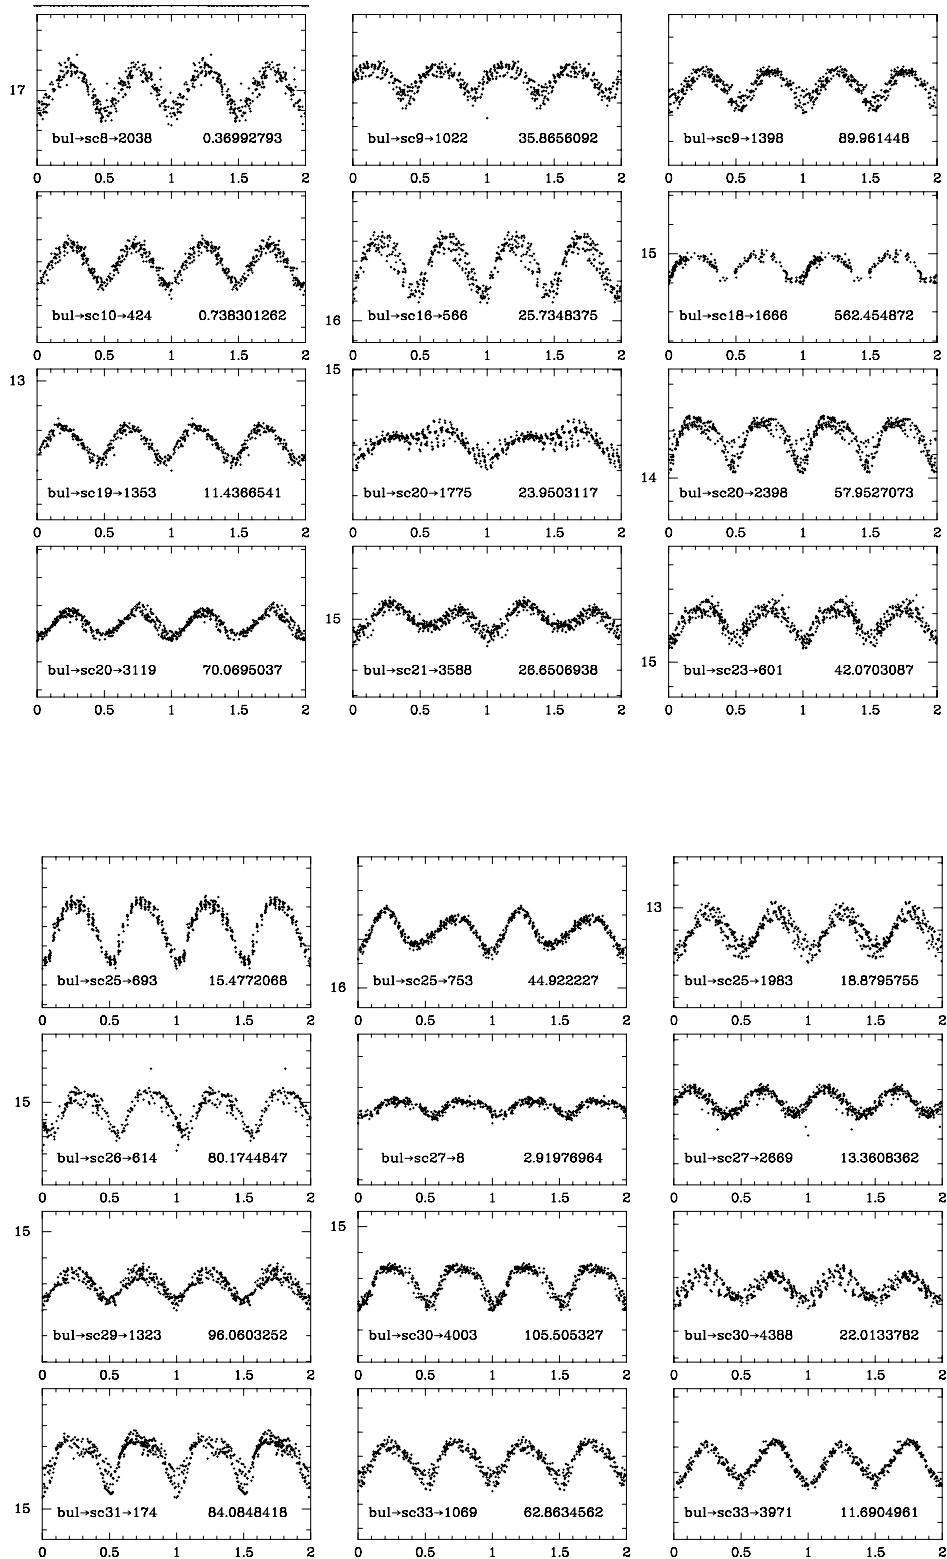 17
bul→sc8→2038 0.36992793 bul→sc9→1022 35.8656092 bul→sc9→1398 89.961448
0 0.5 1 1.5 2 0 0.5 1 1.5 2 0 0.5 1 1.5 2
15
bul→sc10→424 0.738301262 bul→sc16→566 25.7348375 bul→sc18→1666 562.454872
16
0 0.5 1 1.5 2 0 0.5 1 1.5 2 0 0.5 1 1.5 2
13 15
14
bul→sc19→1353 11.4366541 bul→sc20→1775 23.9503117 bul→sc20→2398 57.9527073
0 0.5 1 1.5 2 0 0.5 1 1.5 2 0 0.5 1 1.5 2
15
15
bul→sc20→3119 70.0695037 bul→sc21→3588 26.6506938 bul→sc23→601 42.0703087
0 0.5 1 1.5 2 0 0.5 1 1.5 2 0 0.5 1 1.5 2
13
bul→sc25→693 15.4772068 bul→sc25→753 44.922227 bul→sc25→1983 18.8795755
16
0 0.5 1 1.5 2 0 0.5 1 1.5 2 0 0.5 1 1.5 2
15
bul→sc26→614 80.1744847 bul→sc27→8 2.91976964 bul→sc27→2669 13.3608362
0 0.5 1 1.5 2 0 0.5 1 1.5 2 0 0.5 1 1.5 2
15 15
bul→sc29→1323 96.0603252 bul→sc30→4003 105.505327 bul→sc30→4388 22.0133782
0 0.5 1 1.5 2 0 0.5 1 1.5 2 0 0.5 1 1.5 2
15
bul→sc31→174 84.0848418 bul→sc33→1069 62.8634562 bul→sc33→3971 11.6904961
0 0.5 1 1.5 2 0 0.5 1 1.5 2 0 0.5 1 1.5 2